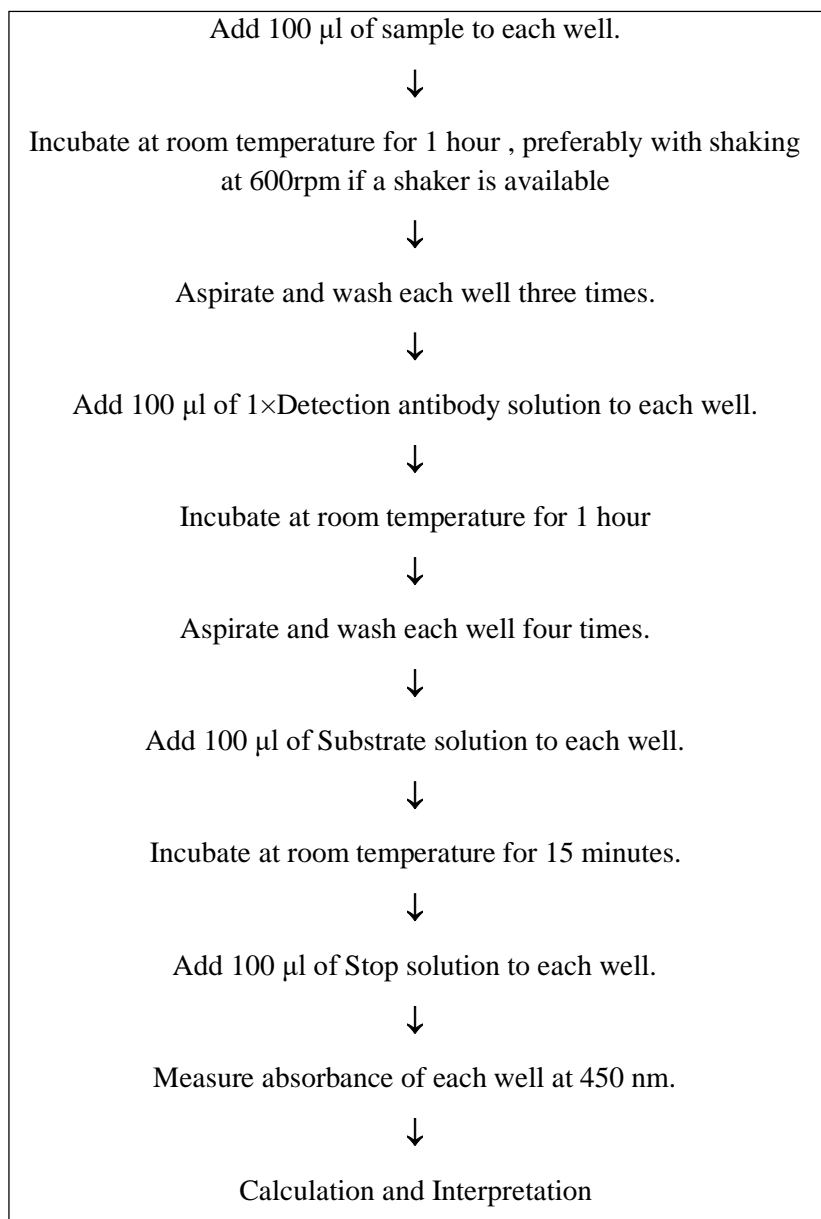 Add 100 μl of sample to each well.
↓
Incubate at room temperature for 1 hour , preferably with shaking
at 600rpm if a shaker is available
↓
Aspirate and wash each well three times.
↓
Add 100 μl of 1×Detection antibody solution to each well.
↓
Incubate at room temperature for 1 hour
↓
Aspirate and wash each well four times.
↓
Add 100 μl of Substrate solution to each well.
↓
Incubate at room temperature for 15 minutes.
↓
Add 100 μl of Stop solution to each well.
↓
Measure absorbance of each well at 450 nm.
↓
Calculation and Interpretation